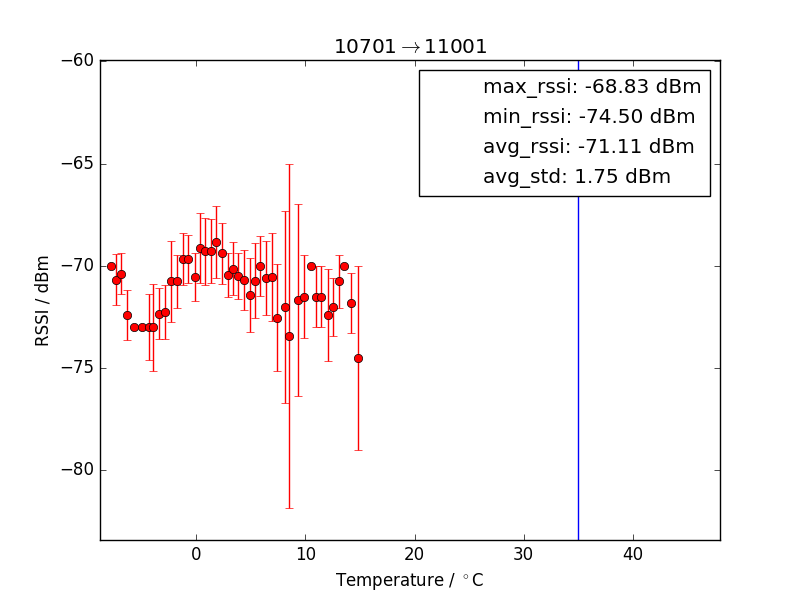 10701→11001
max_rssi: -68.83 dBm
min_rssi: -74.50 dBm
avg_rssi: -71.11 dBm
avg_std: 1.75 dBm
−60
−65
−70
−75
−80
RSSI / dBm
0 10 20 30 40
Temperature / °C